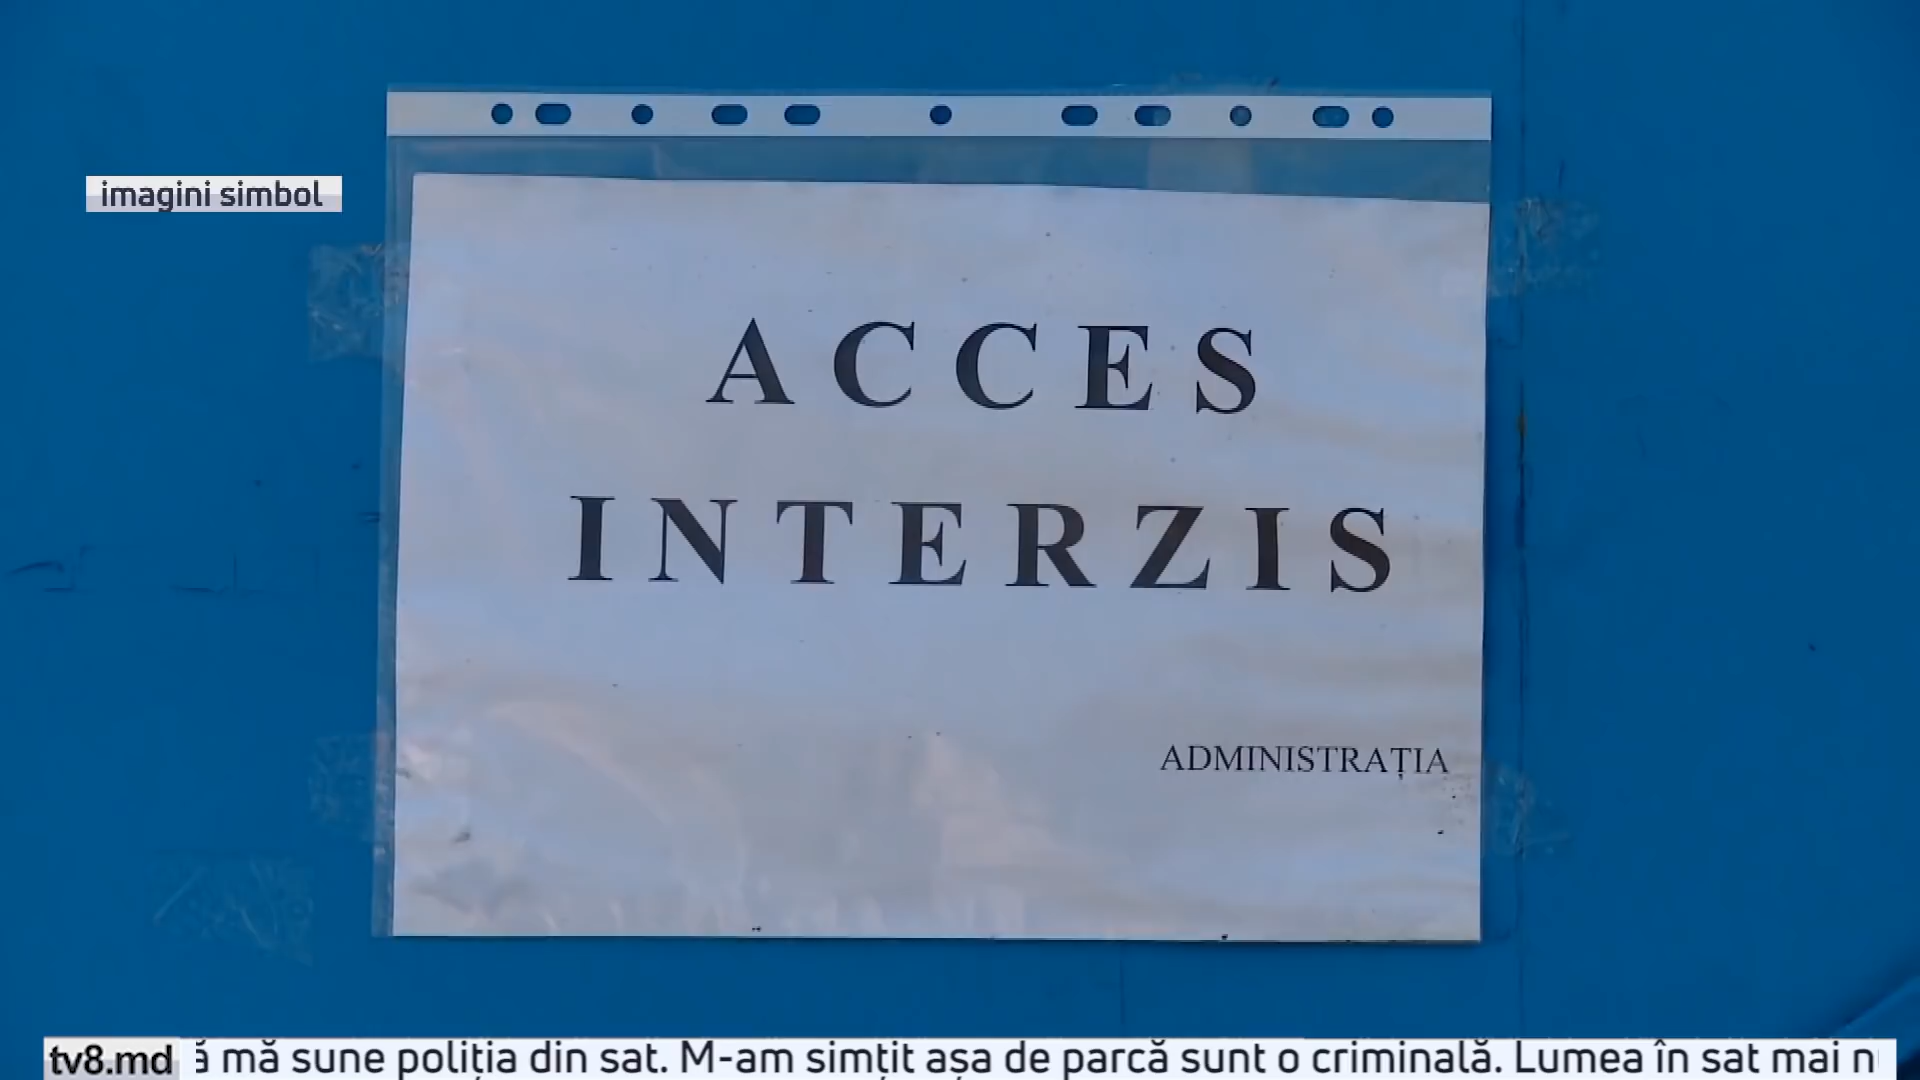 imagini simbol
ACCES
INTERZIS
ADMINISTRAȚIA
tv8.md ă mă sune poliția din sat. M-am simțit așa de parcă sunt o criminală. Lumea în sat mai n